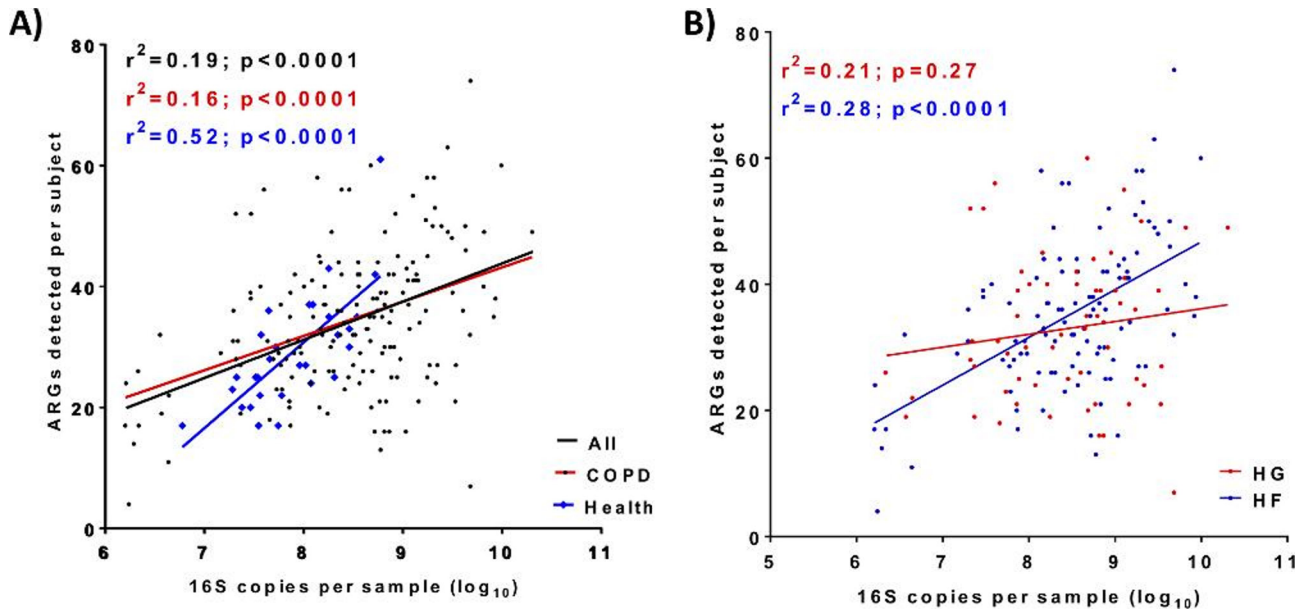 A)
r²=0.19; p<0.0001
r²=0.16; p<0.0001
r²=0.52; p<0.0001
80
60
40
20
0
ARGs detected per subject
6 7 8 9 10 11
16S copies per sample (log₁₀)
All
COPD
Health
B)
r²=0.21; p=0.27
r²=0.28; p<0.0001
80
60
40
20
0
ARGs detected per subject
5 6 7 8 9 10 11
16S copies per sample (log₁₀)
HG
HF